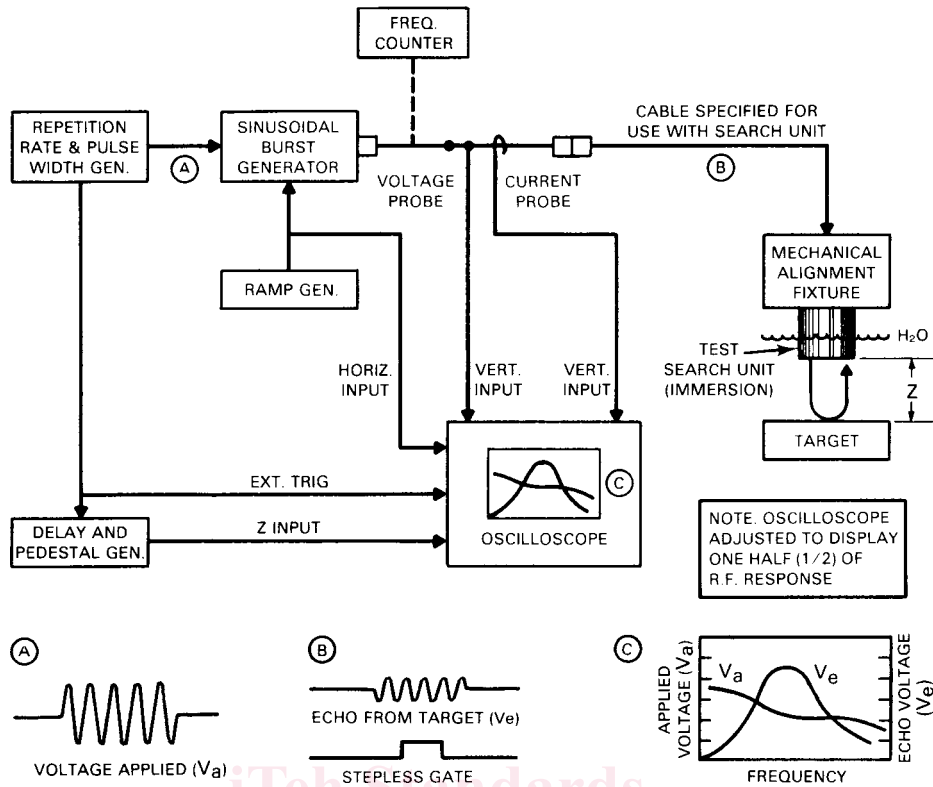 FREQ.
COUNTER
REPETITION
RATE & PULSE
WIDTH GEN.
A
SINUSOIDAL
BURST
GENERATOR
VOLTAGE
PROBE
CURRENT
PROBE
CABLE SPECIFIED FOR
USE WITH SEARCH UNIT
B
RAMP GEN.
MECHANICAL
ALIGNMENT
FIXTURE
H₂O
TEST
SEARCH UNIT
(IMMERSION)
Z
TARGET
HORIZ.
INPUT
VERT.
INPUT
VERT.
INPUT
C
OSCILLOSCOPE
EXT. TRIG
Z INPUT
DELAY AND
PEDESTAL GEN.
NOTE. OSCILLOSCOPE
ADJUSTED TO DISPLAY
ONE HALF (1/2) OF
R.F. RESPONSE
A
VOLTAGE APPLIED (Va)
B
ECHO FROM TARGET (Ve)
STEPLESS GATE
C
APPLIED
VOLTAGE (Va)
Va
Ve
ECHO VOLTAGE
(Ve)
FREQUENCY
iTeh Standards